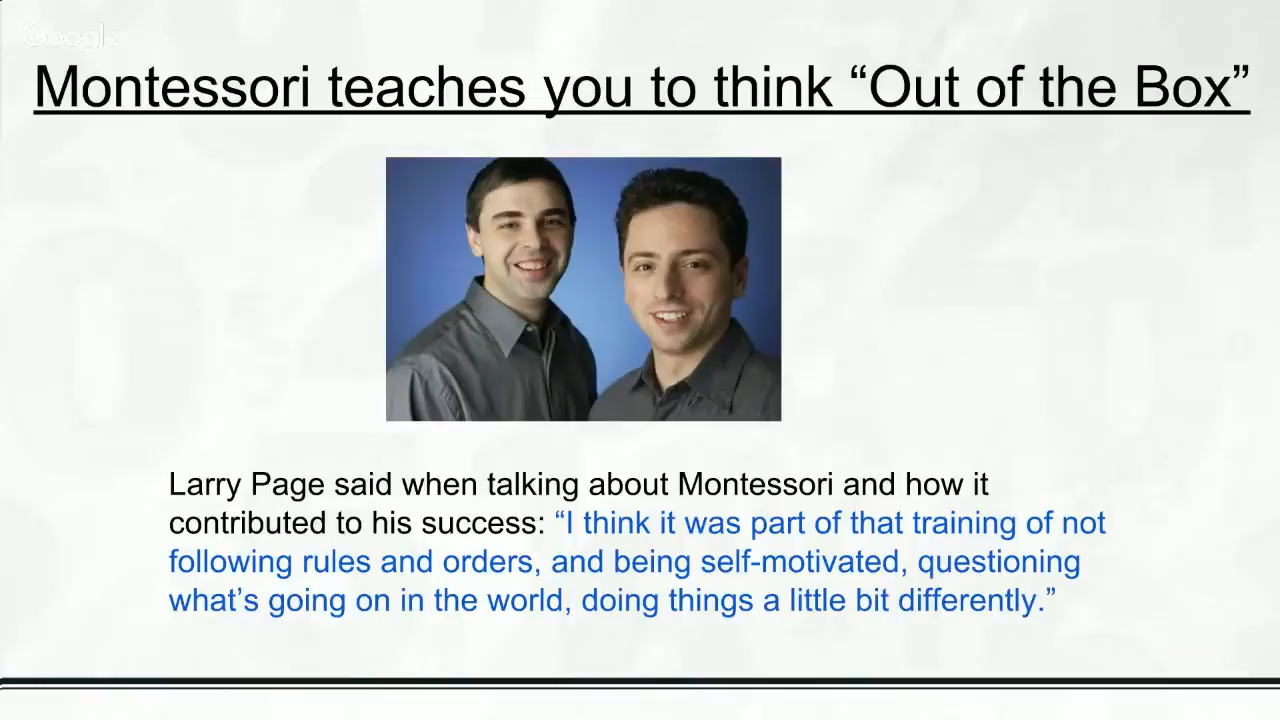 Google
Montessori teaches you to think “Out of the Box”
Larry Page said when talking about Montessori and how it
contributed to his success: “I think it was part of that training of not
following rules and orders, and being self-motivated, questioning
what’s going on in the world, doing things a little bit differently.”